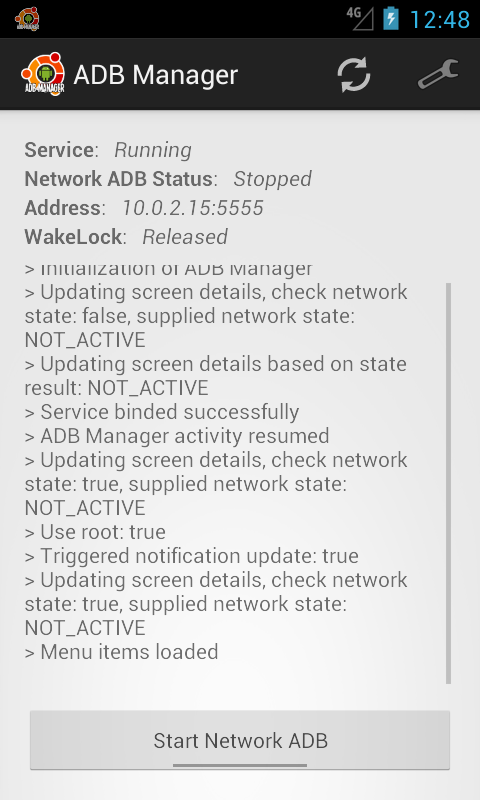 4G 12:48
ADB MANAGER ADB Manager
Service: Running
Network ADB Status: Stopped
Address: 10.0.2.15:5555
WakeLock: Released
> Initialization of ADB Manager
> Updating screen details, check network
state: false, supplied network state:
NOT_ACTIVE
> Updating screen details based on state
result: NOT_ACTIVE
> Service binded successfully
> ADB Manager activity resumed
> Updating screen details, check network
state: true, supplied network state:
NOT_ACTIVE
> Use root: true
> Triggered notification update: true
> Updating screen details, check network
state: true, supplied network state:
NOT_ACTIVE
> Menu items loaded
Start Network ADB